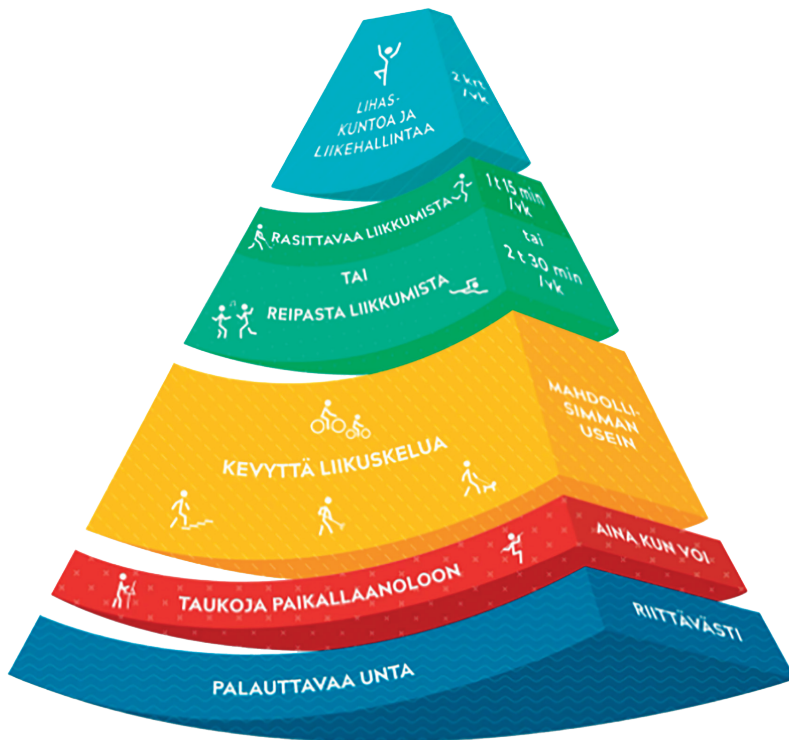 LIHAS-
KUNTOA JA
LIIKEHALLINTAA
2 krt
/vk
RASITTAVAA LIIKKUMISTA
1 t 15 min
/vk
TAI
tai
REIPASTA LIIKKUMISTA
2 t 30 min
/vk
KEVYTTÄ LIIKUSKELUA
MAHDOLLI-
SIMMAN
USEIN
TAUKOJA PAIKALLAANOLOON
AINA KUN VOI
PALAUTTAVAA UNTA
RIITTÄVÄSTI